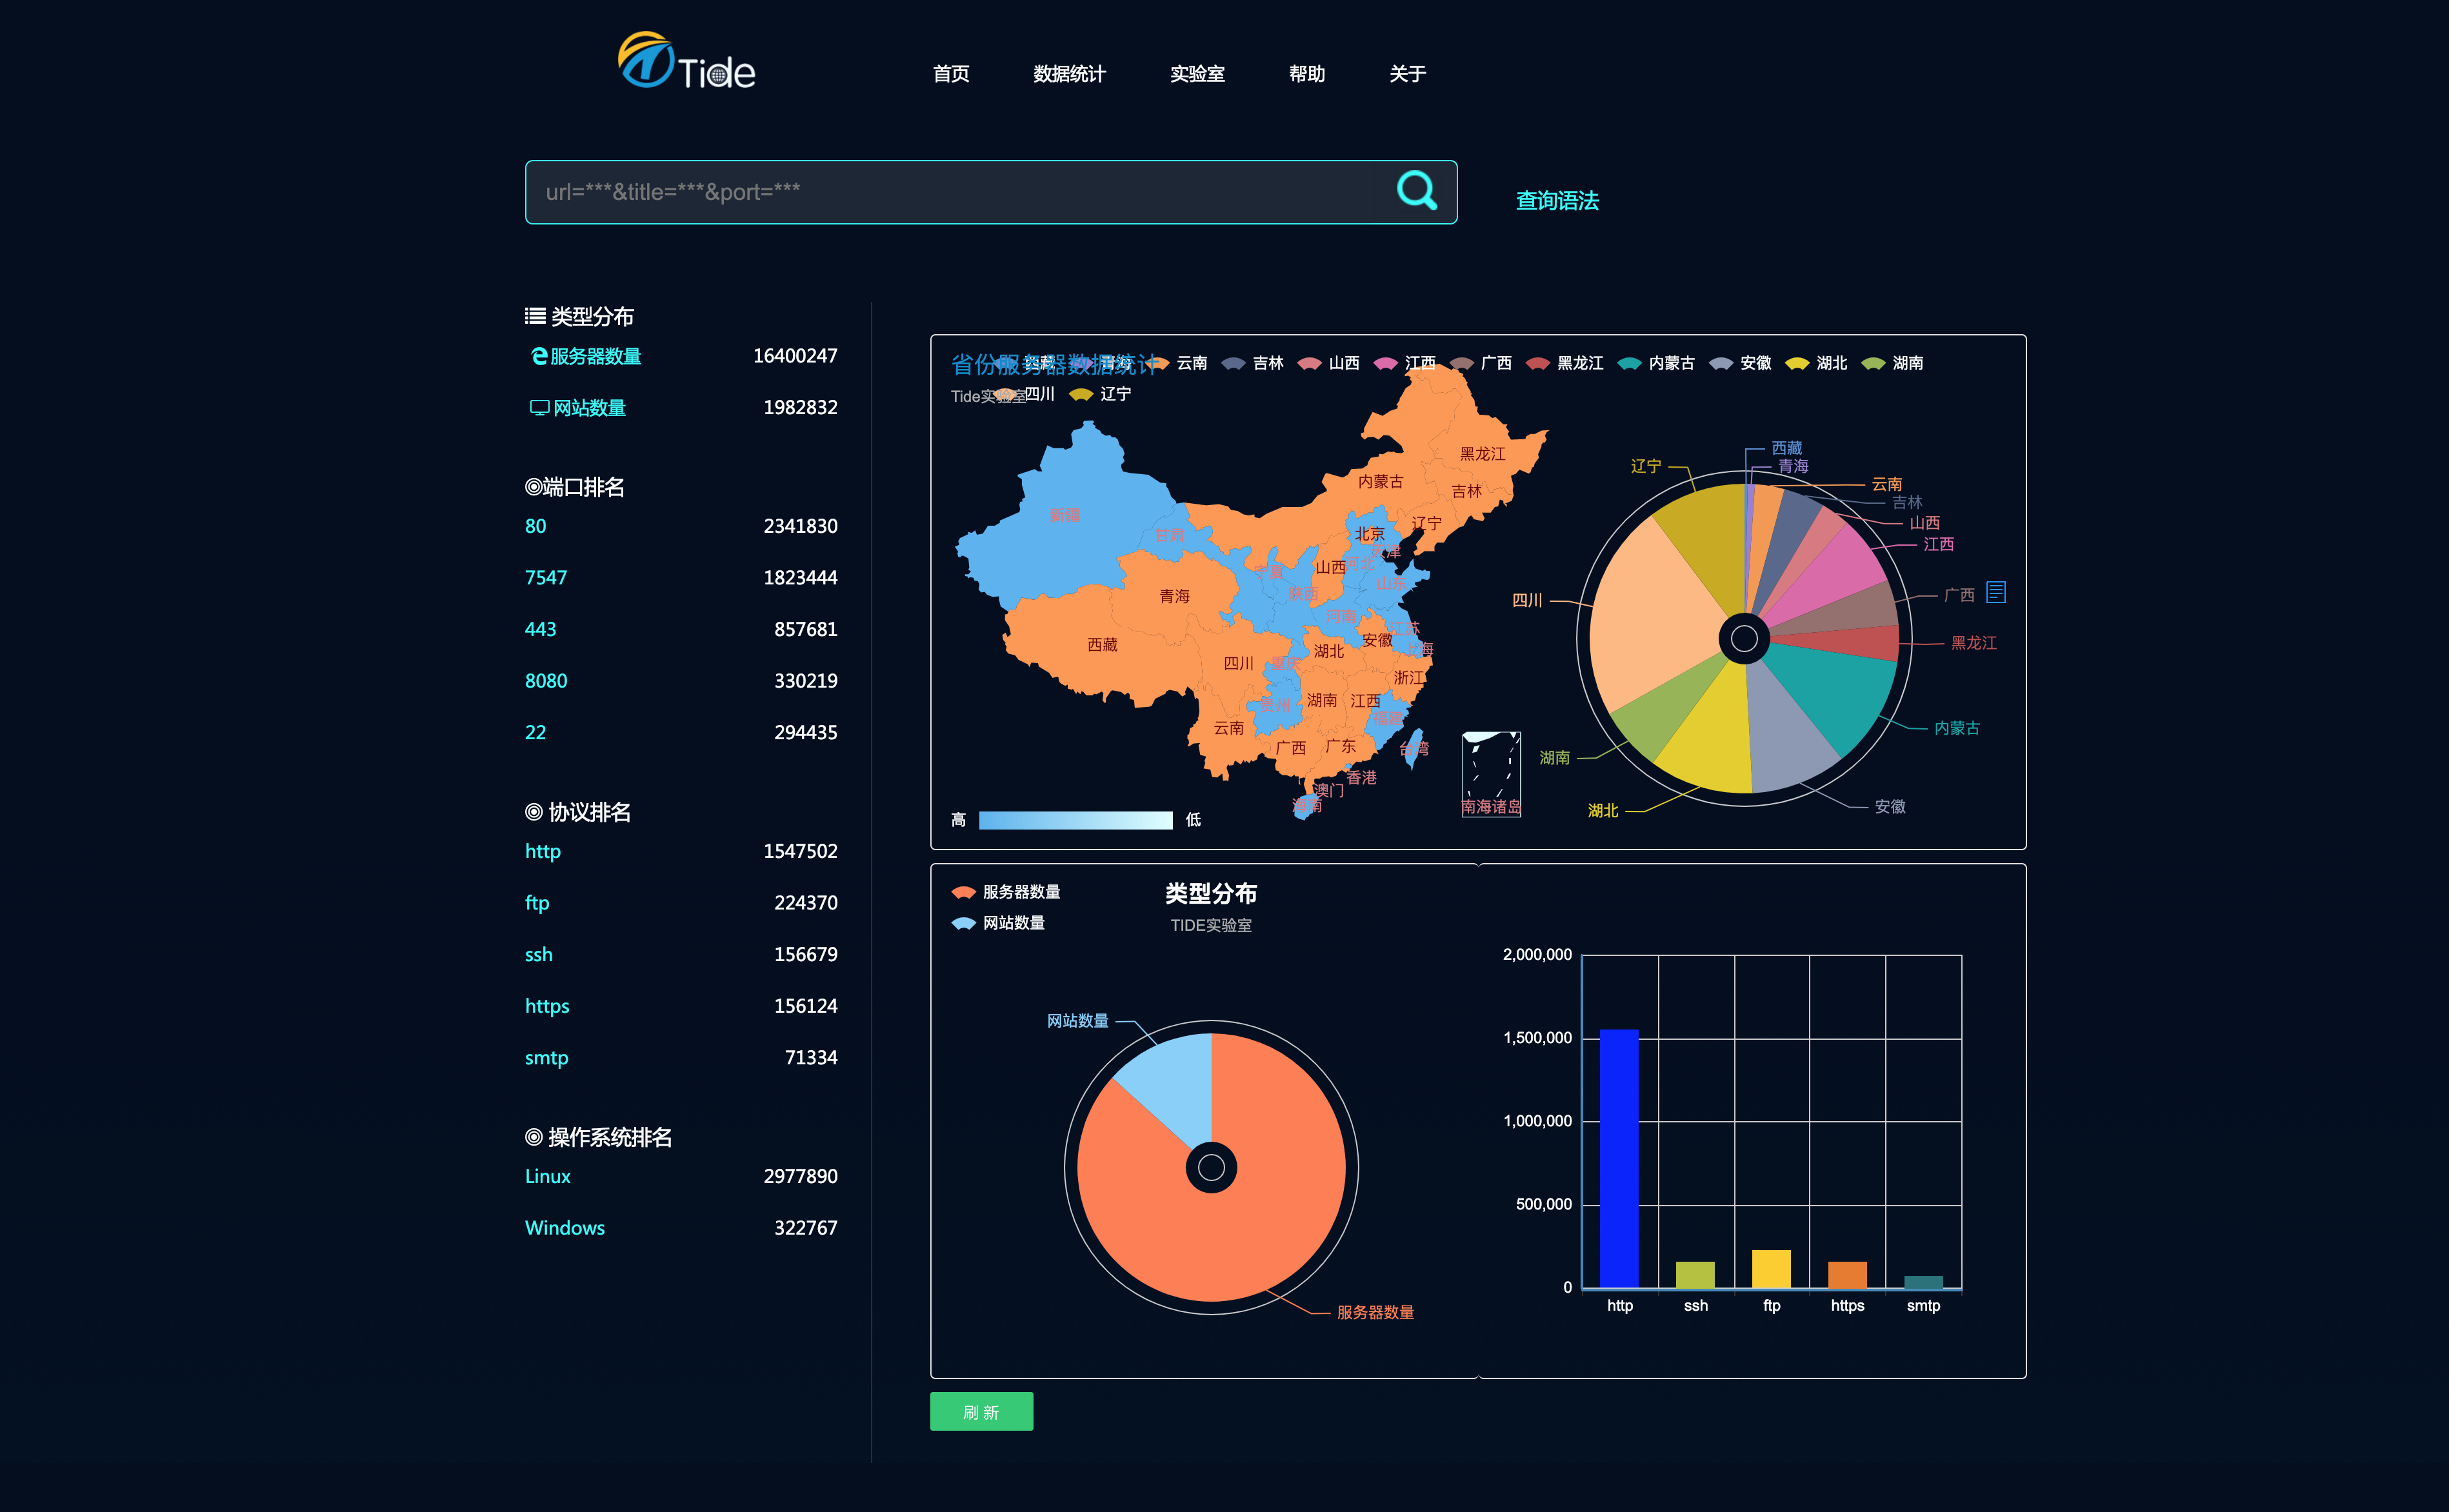 Tide
首页 数据统计 实验室 帮助 关于
url=***&title=***&port=***
查询语法
类型分布
服务器数量 16400247
网站数量 1982832
端口排名
80 2341830
7547 1823444
443 857681
8080 330219
22 294435
协议排名
http 1547502
ftp 224370
ssh 156679
https 156124
smtp 71334
操作系统排名
Linux 2977890
Windows 322767
省份服务器数据统计
Tide实验室
西藏 青海 云南 吉林 山西 江西 广西 黑龙江 内蒙古 安徽 湖北 湖南
四川 辽宁
黑龙江
内蒙古
吉林
新疆
辽宁
北京
甘肃
天津
河北
山西
宁夏
山东
陕西
青海
河南
江苏
安徽
西藏
上海
湖北
四川
重庆
浙江
湖南
江西
贵州
福建
云南
广西
广东
台湾
香港
澳门
海南
南海诸岛
高 低
西藏
青海
辽宁
云南
吉林
山西
江西
广西
四川
黑龙江
内蒙古
湖南
安徽
湖北
服务器数量
网站数量
类型分布
TIDE实验室
网站数量
服务器数量
2,000,000
1,500,000
1,000,000
500,000
0
http ssh ftp https smtp
刷 新